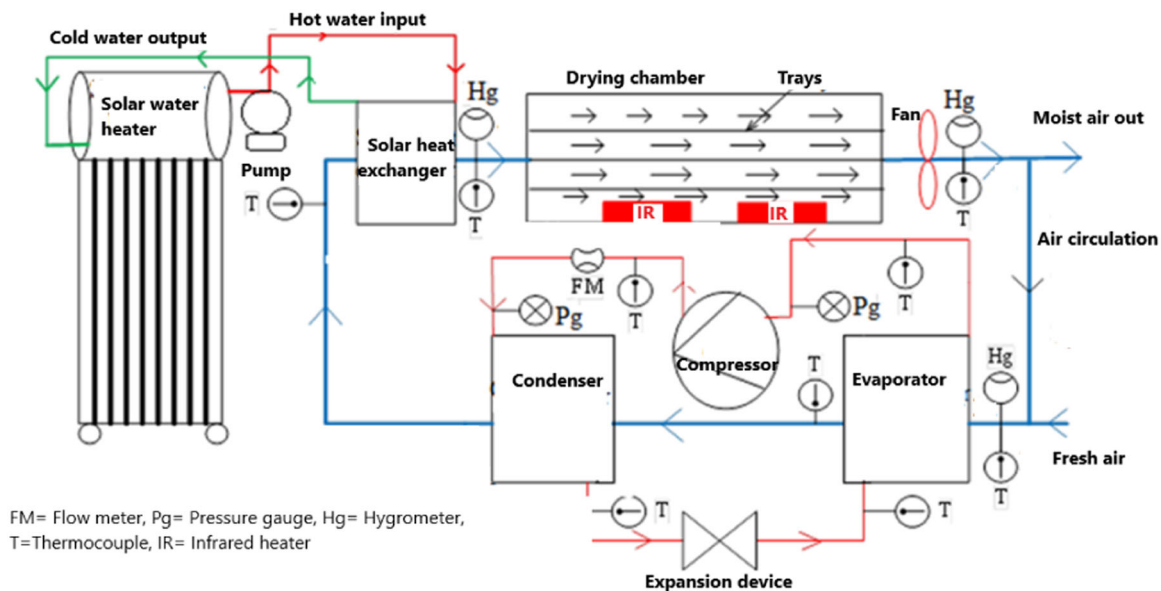 Hot water input
Cold water output
Solar water
heater
Pump
T
Solar heat
exchanger
Hg
T
Drying chamber
Trays
IR
IR
Fan
Hg
T
Moist air out
Air circulation
FM
T
Pg
Pg
T
Condenser
Compressor
T
Evaporator
Hg
T
Fresh air
T
T
Expansion device
FM= Flow meter, Pg= Pressure gauge, Hg= Hygrometer,
T=Thermocouple, IR= Infrared heater